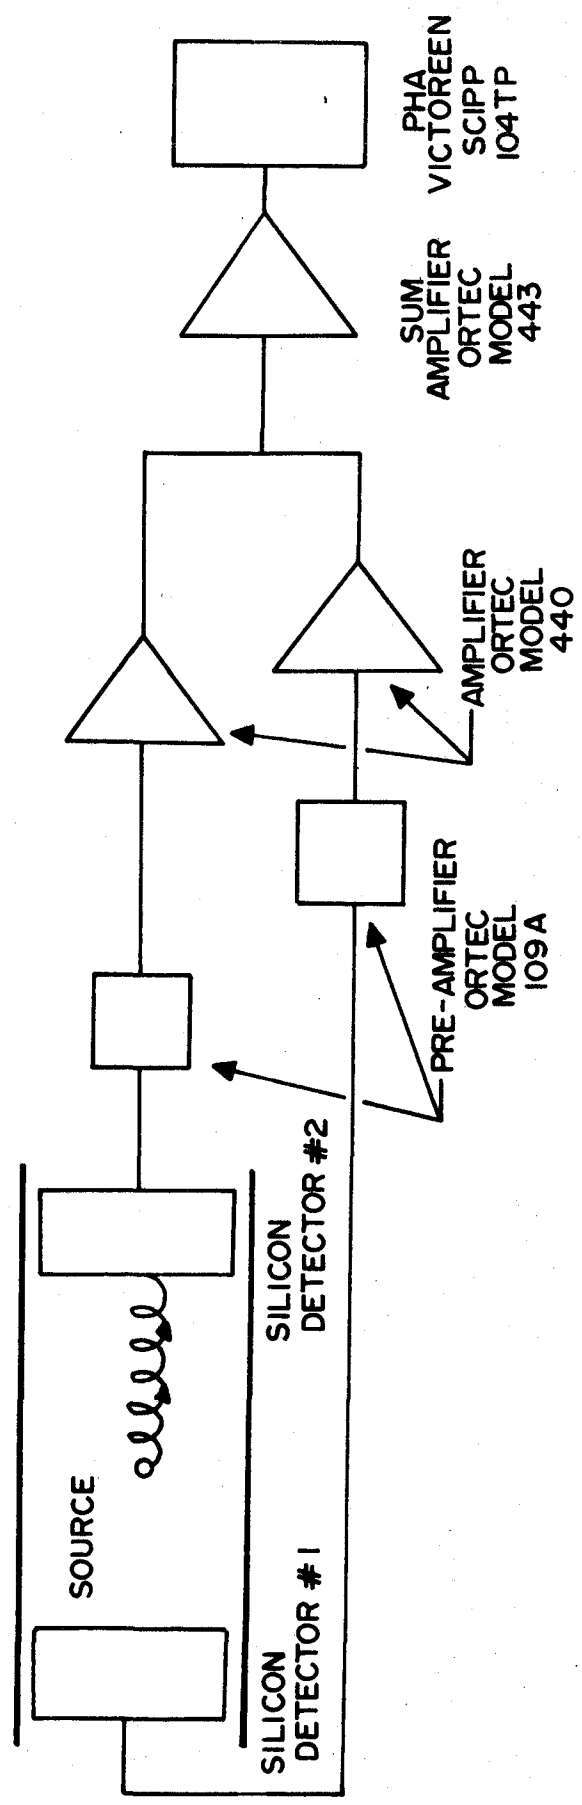 SILICON
DETECTOR #1
SOURCE
SILICON
DETECTOR #2
PRE-AMPLIFIER
ORTEC
MODEL
109A
AMPLIFIER
ORTEC
MODEL
440
SUM
AMPLIFIER
ORTEC
MODEL
443
PHA
VICTOREEN
SCIPP
104TP